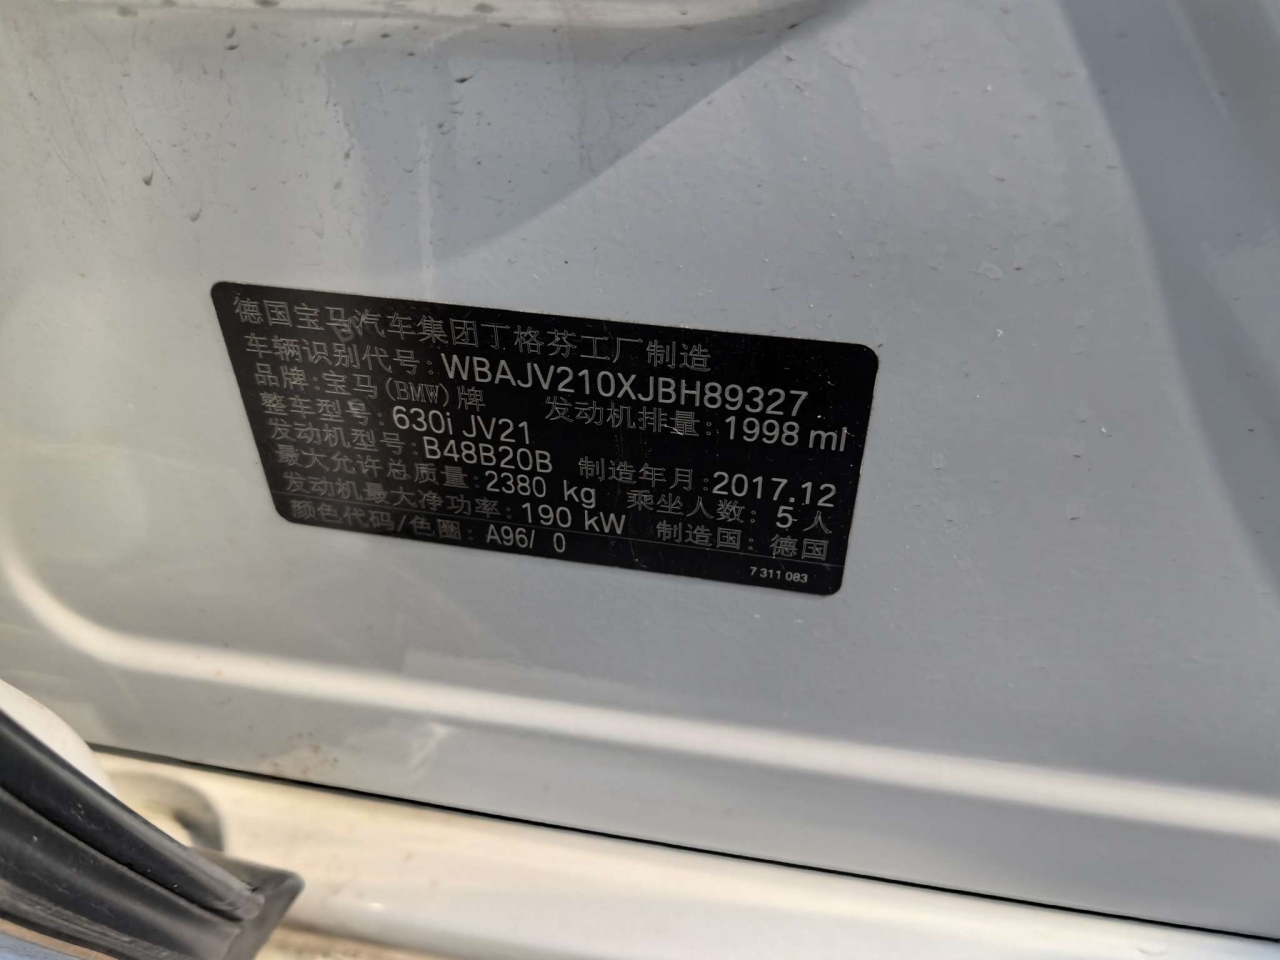 德国宝马汽车集团丁格芬工厂制造
车辆识别代号: WBAJV210XJBH89327
品牌: 宝马(BMW)牌 发动机排量: 1998 ml
整车型号: 630i JV21
发动机型号: B48B20B 制造年月: 2017.12
最大允许总质量: 2380 kg 乘坐人数: 5 人
发动机最大净功率: 190 kW 制造国: 德国
颜色代码/色圈: A96/ 0
7 311 083